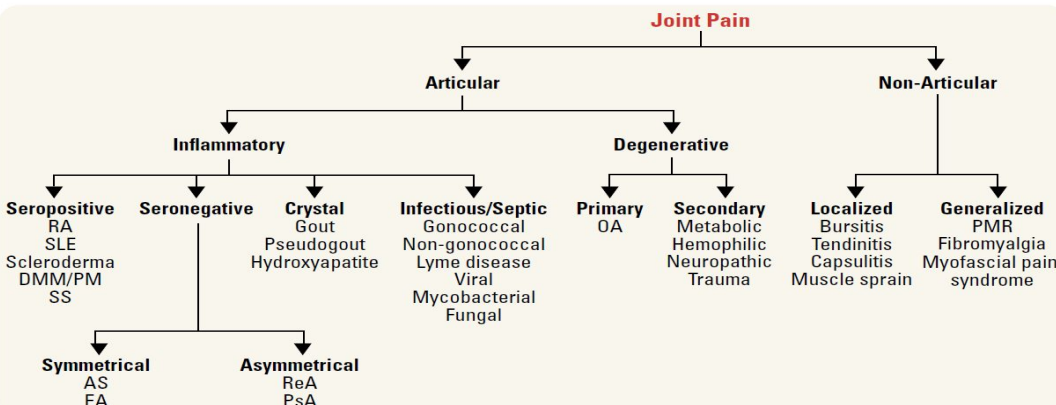 Joint Pain
Articular
Non-Articular
Inflammatory
Degenerative
Seropositive
RA
SLE
Scleroderma
DMM/PM
SS
Seronegative
Crystal
Gout
Pseudogout
Hydroxyapatite
Infectious/Septic
Gonococcal
Non-gonococcal
Lyme disease
Viral
Mycobacterial
Fungal
Primary
OA
Secondary
Metabolic
Hemophilic
Neuropathic
Trauma
Localized
Bursitis
Tendinitis
Capsulitis
Muscle sprain
Generalized
PMR
Fibromyalgia
Myofascial pain
syndrome
Symmetrical
AS
Asymmetrical
ReA
PsA